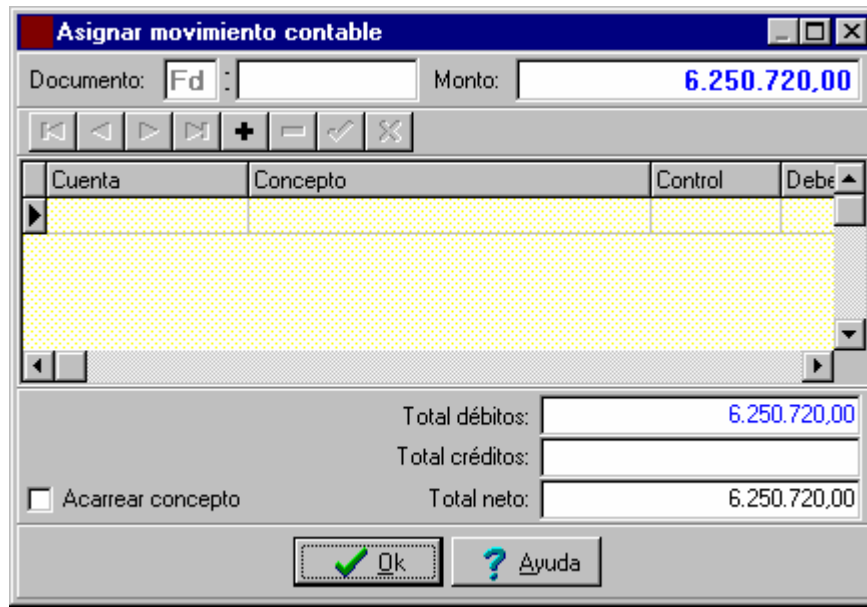 Asignar movimiento contable
Documento: Fd : Monto: 6.250.720,00
Cuenta Concepto Control Debe
Total débitos: 6.250.720,00
Total créditos:
Acarrear concepto Total neto: 6.250.720,00
Ok Ayuda